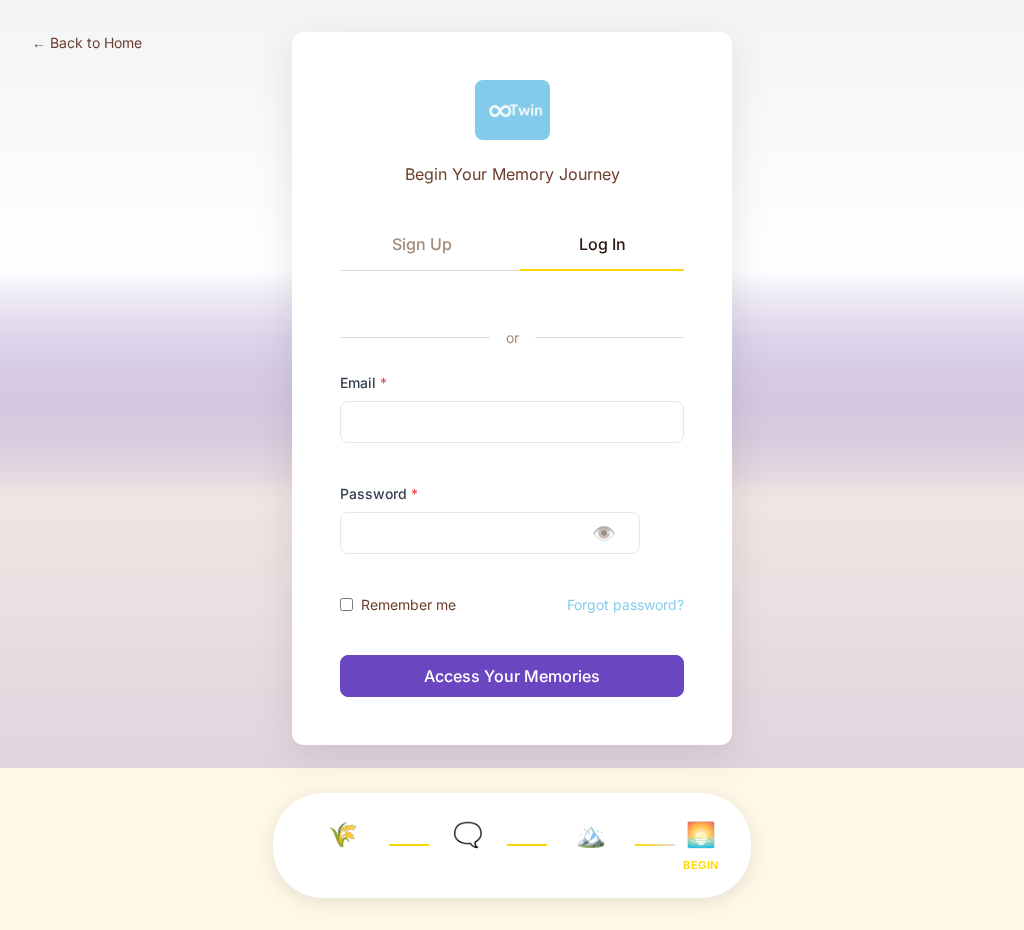 ← Back to Home
∞Twin
Begin Your Memory Journey
Sign Up
Log In
or
Email *
Password *
Remember me
Forgot password?
Access Your Memories
BEGIN